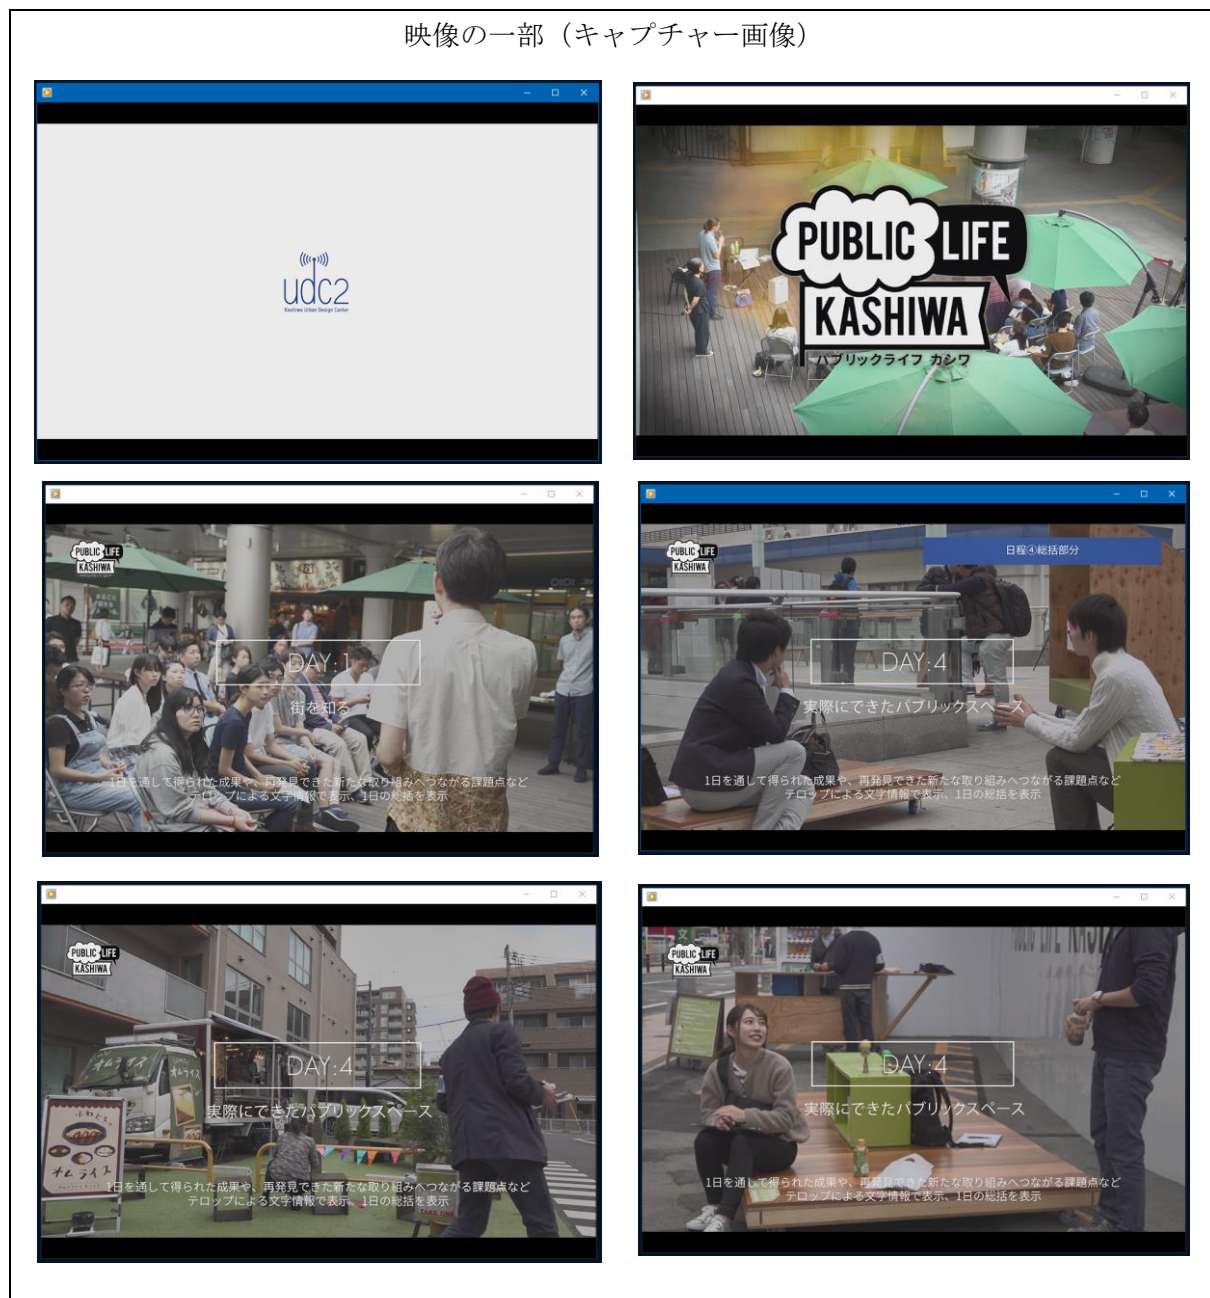 映像の一部（キャプチャー画像）
udc2
Kashiwa Urban Design Center
PUBLIC LIFE
KASHIWA
パブリックライフ カシワ
PUBLIC LIFE
KASHIWA
OIOI
DAY:1
街を知る
1日を通して得られた成果や、再発見できた新たな取り組みへつながる課題点など
テロップによる文字情報で表示、1日の総括を表示
PUBLIC LIFE
KASHIWA
日程④総括部分
DAY:4
実際にできたパブリックスペース
1日を通して得られた成果や、再発見できた新たな取り組みへつながる課題点など
テロップによる文字情報で表示、1日の総括を表示
PUBLIC LIFE
KASHIWA
オムライス
オムライス
DAY:4
実際にできたパブリックスペース
オムライス
1日を通して得られた成果や、再発見できた新たな取り組みへつながる課題点など
テロップによる文字情報で表示、1日の総括を表示
TAKE ONE
PUBLIC LIFE
KASHIWA
文
DAY:4
実際にできたパブリックスペース
1日を通して得られた成果や、再発見できた新たな取り組みへつながる課題点など
テロップによる文字情報で表示、1日の総括を表示